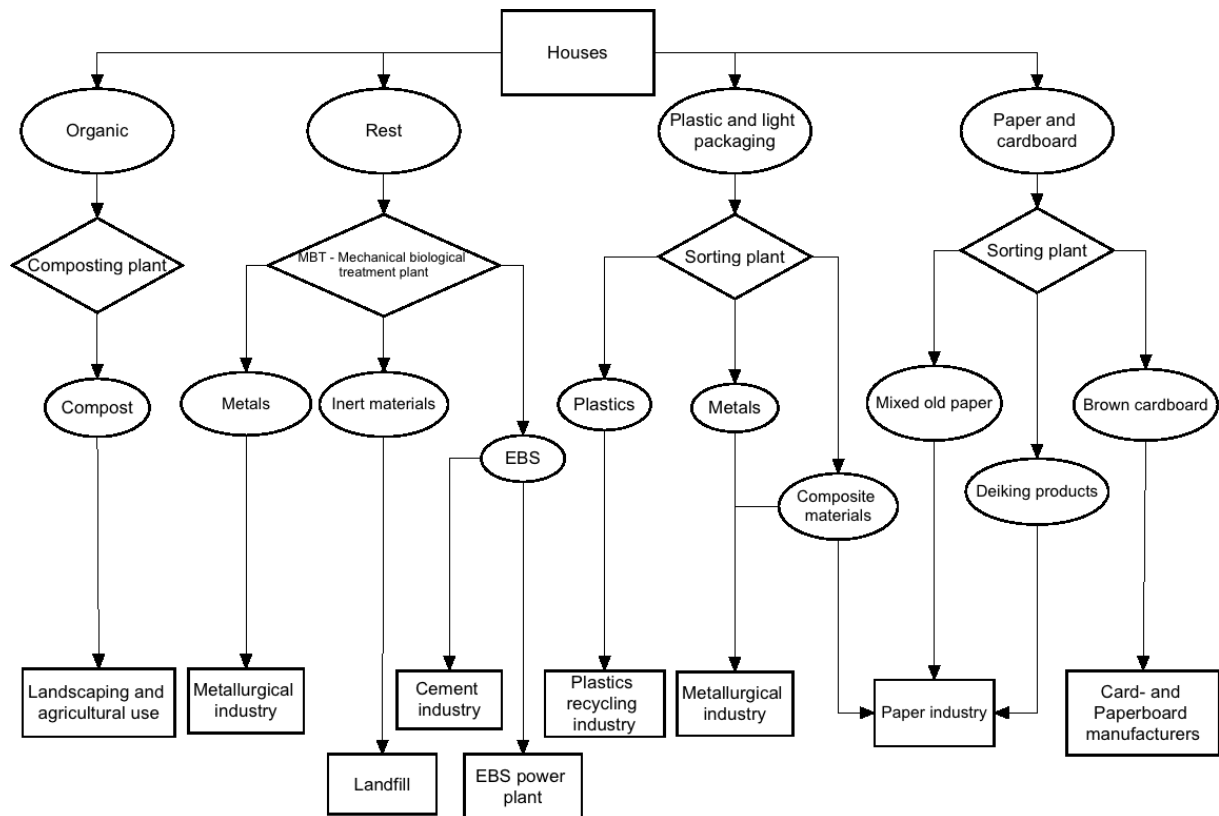 Houses
Organic
Rest
Plastic and light
packaging
Paper and
cardboard
Composting plant
MBT - Mechanical biological
treatment plant
Sorting plant
Sorting plant
Compost
Metals
Inert materials
Plastics
Metals
Mixed old paper
Brown cardboard
EBS
Composite
materials
Deiking products
Landscaping and
agricultural use
Metallurgical
industry
Cement
industry
Plastics
recycling
industry
Metallurgical
industry
Paper industry
Card- and
Paperboard
manufacturers
Landfill
EBS power
plant